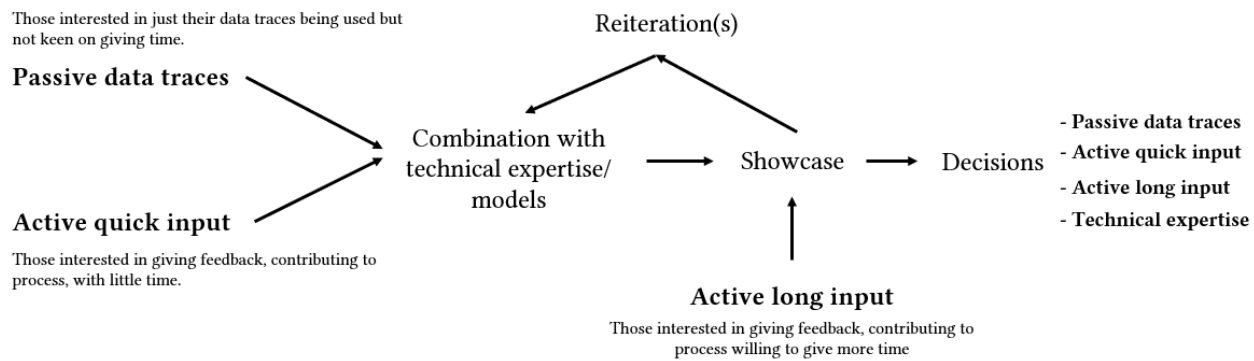 Those interested in just their data traces being used but
not keen on giving time.
Passive data traces
Active quick input
Those interested in giving feedback, contributing to
process, with little time.
Reiteration(s)
Combination with
technical expertise/
models
Showcase
Active long input
Those interested in giving feedback, contributing to
process willing to give more time
Decisions
- Passive data traces
- Active quick input
- Active long input
- Technical expertise